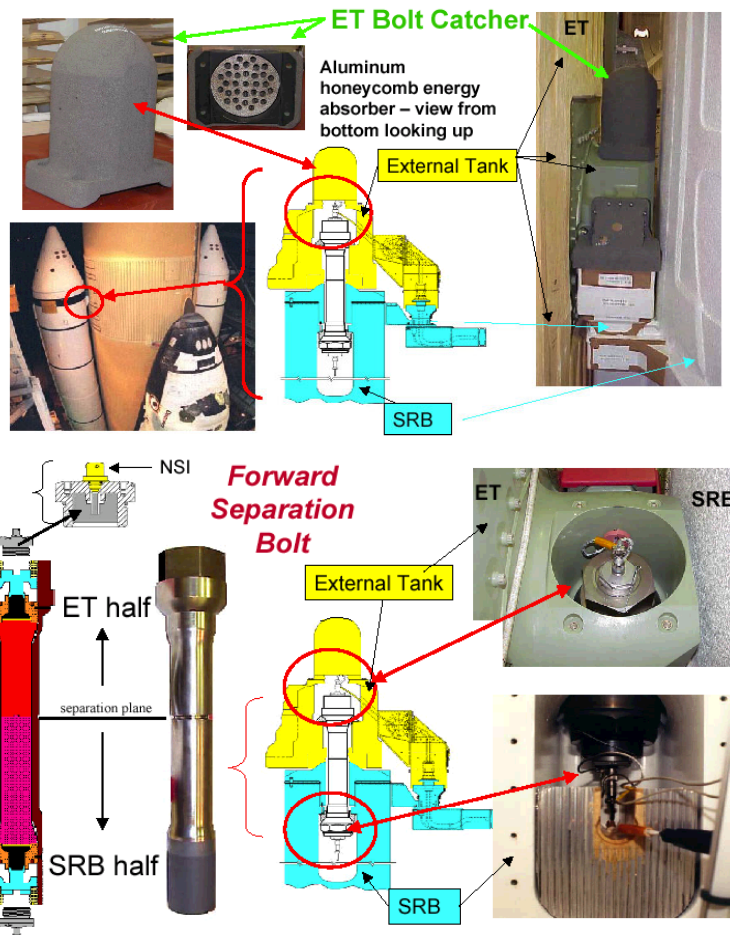 ET Bolt Catcher
ET
Aluminum
honeycomb energy
absorber – view from
bottom looking up
External Tank
SRB
NSI
Forward
Separation
Bolt
ET
SRB
External Tank
ET half
separation plane
SRB half
SRB